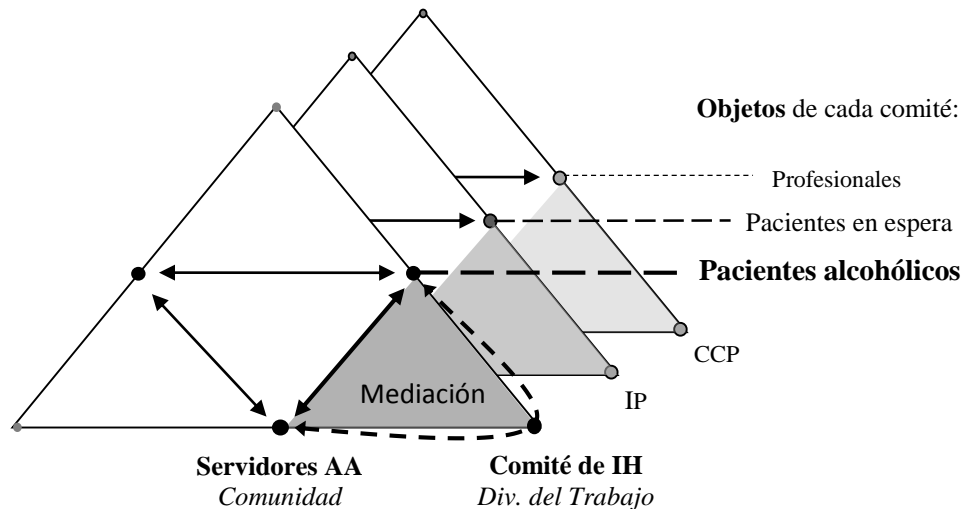 Objetos de cada comité:
Profesionales
Pacientes en espera
Pacientes alcohólicos
CCP
IP
Mediación
Servidores AA
Comunidad
Comité de IH
Div. del Trabajo